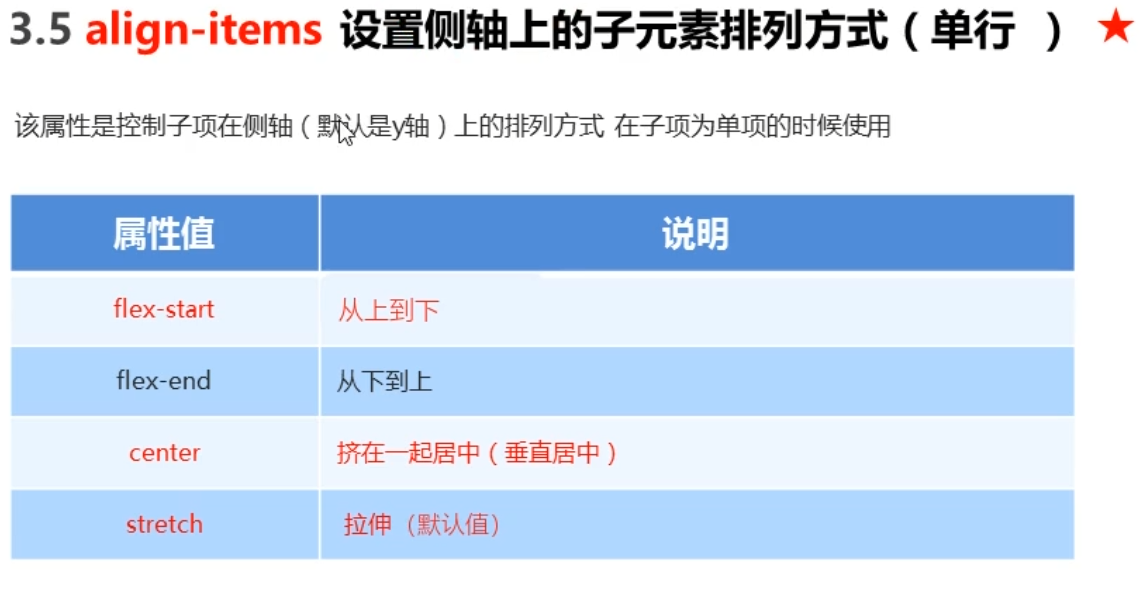 3.5 align-items 设置侧轴上的子元素排列方式（单行 ）
该属性是控制子项在侧轴（默认是y轴）上的排列方式 在子项为单项的时候使用
属性值 说明
flex-start 从上到下
flex-end 从下到上
center 挤在一起居中（垂直居中）
stretch 拉伸（默认值）